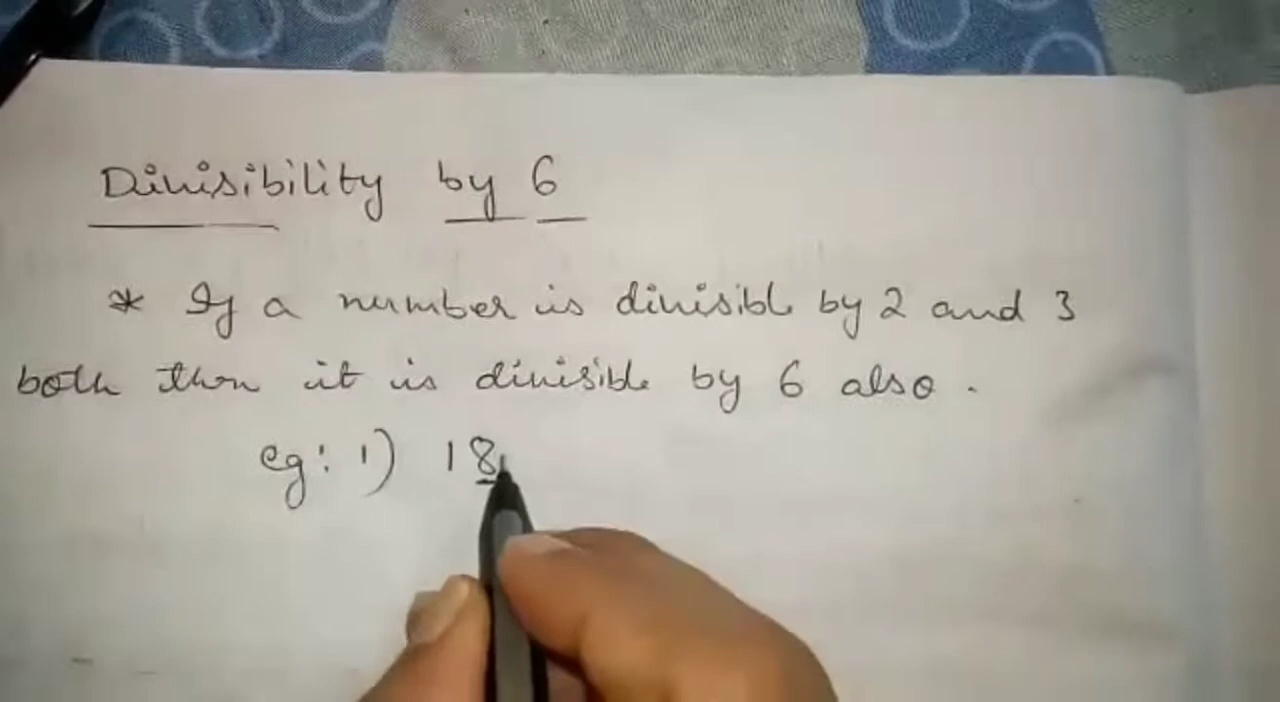 Divisibility by 6
* If a number is divisible by 2 and 3
both then it is divisible by 6 also.
eg: 1) 18